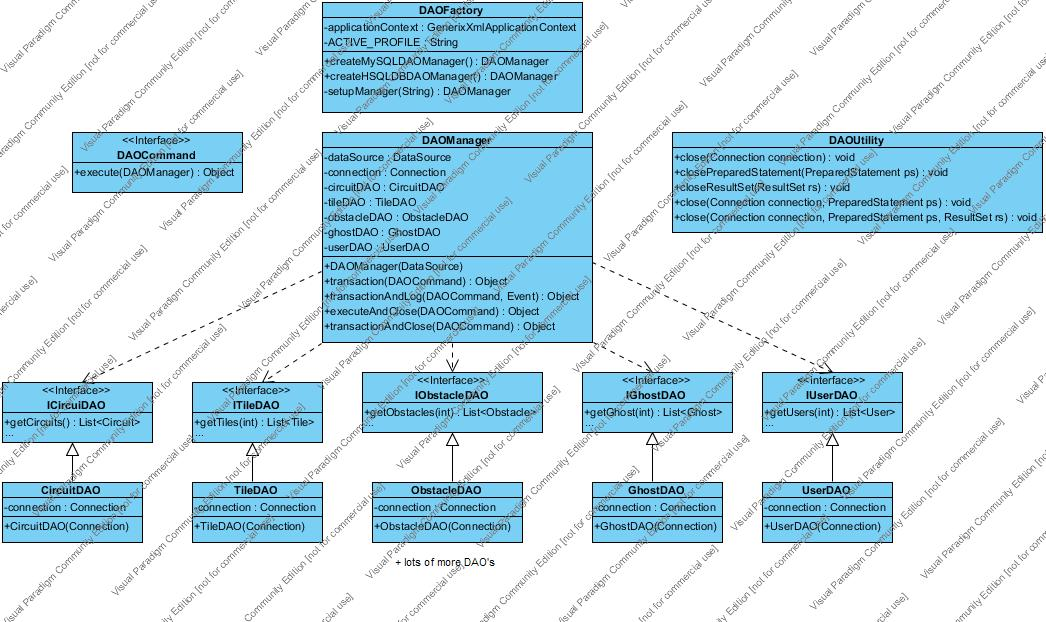 DAOFactory
-applicationContext : GenerixXmlApplicationContext
-ACTIVE_PROFILE : String
+createMySQLDAOManager() : DAOManager
+createHSQLDBDAOManager() : DAOManager
-setupManager(String) : DAOManager
<<Interface>>
DAOCommand
+execute(DAOManager) : Object
DAOManager
-dataSource : DataSource
-connection : Connection
-circuitDAO : CircuitDAO
-tileDAO : TileDAO
-obstacleDAO : ObstacleDAO
-ghostDAO : GhostDAO
-userDAO : UserDAO
+DAOManager(DataSource)
+transaction(DAOCommand) : Object
+transactionAndLog(DAOCommand, Event) : Object
+executeAndClose(DAOCommand) : Object
+transactionAndClose(DAOCommand) : Object
DAOUtility
+close(Connection connection) : void
+closePreparedStatement(PreparedStatement ps) : void
+closeResultSet(ResultSet rs) : void
+close(Connection connection, PreparedStatement ps) : void
+close(Connection connection, PreparedStatement ps, ResultSet rs) : void
<<Interface>>
ICircuiDAO
+getCircuits() : List<Circuit>
...
<<Interface>>
ITileDAO
+getTiles(int) : List<Tile>
...
<<Interface>>
IObstacleDAO
+getObstacles(int) : List<Obstacle>
...
<<Interface>>
IGhostDAO
+getGhost(int) : List<Ghost>
...
<<Interface>>
IUserDAO
+getUsers(int) : List<User>
...
CircuitDAO
-connection : Connection
+CircuitDAO(Connection)
TileDAO
-connection : Connection
+TileDAO(Connection)
ObstacleDAO
-connection : Connection
+ObstacleDAO(Connection)
GhostDAO
-connection : Connection
+GhostDAO(Connection)
UserDAO
-connection : Connection
+UserDAO(Connection)
+ lots of more DAO's
Visual Paradigm Community Edition [not for commercial use]